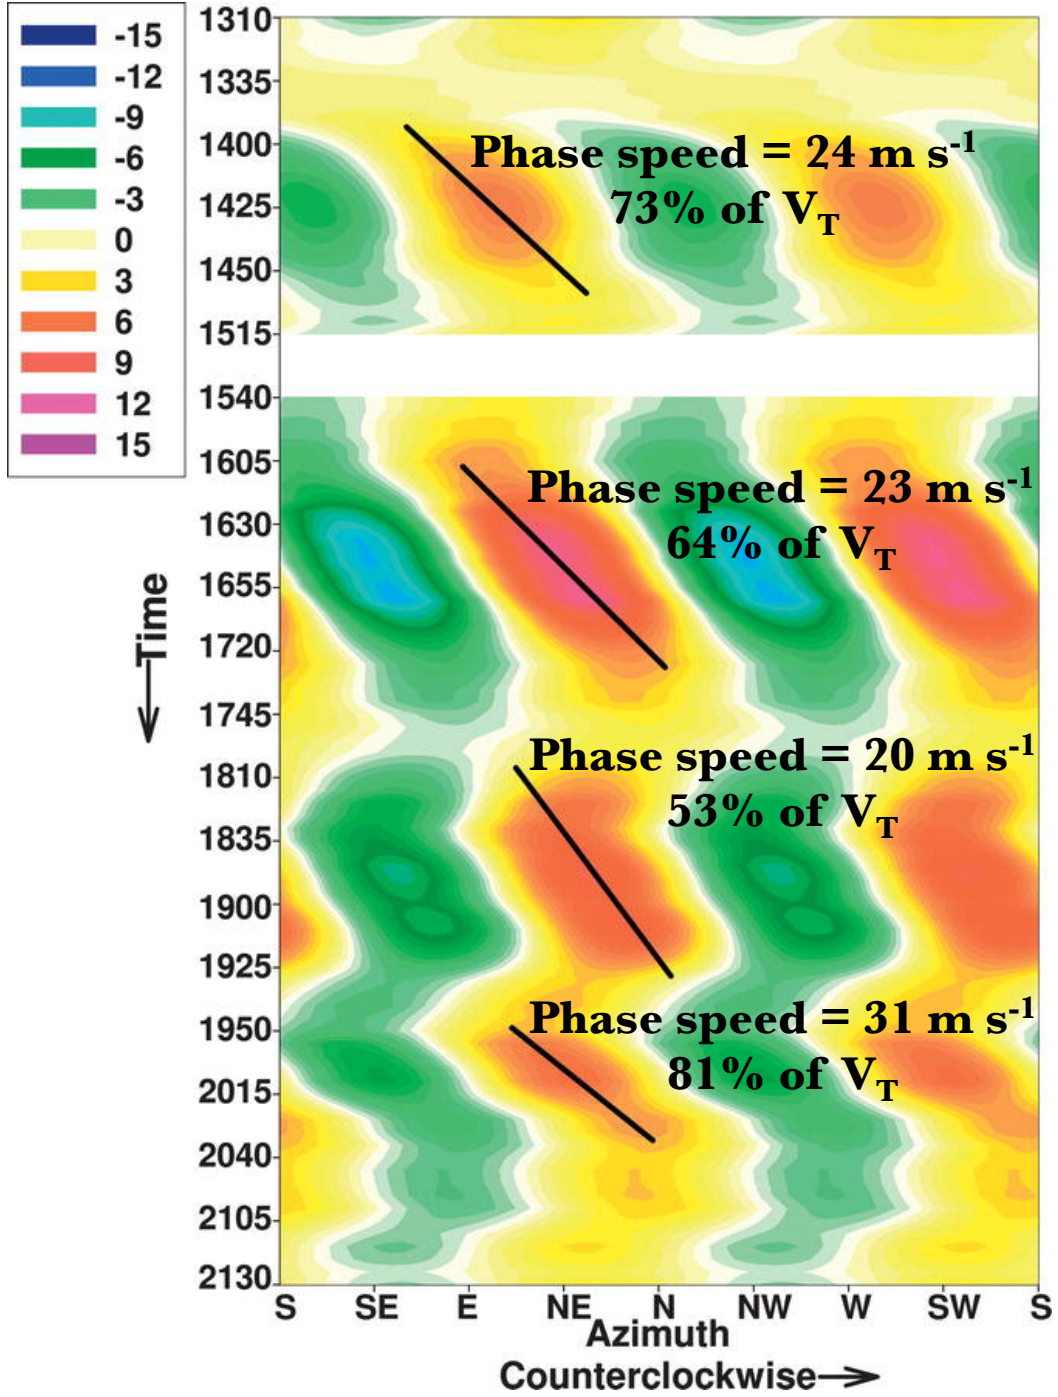 -15
-12
-9
-6
-3
0
3
6
9
12
15
1310
1335
1400
1425
1450
1515
1540
1605
1630
1655
1720
1745
1810
1835
1900
1925
1950
2015
2040
2105
2130
Time
Phase speed = 24 m s-1
73% of VT
Phase speed = 23 m s-1
64% of VT
Phase speed = 20 m s-1
53% of VT
Phase speed = 31 m s-1
81% of VT
S SE E NE N NW W SW S
Azimuth
Counterclockwise